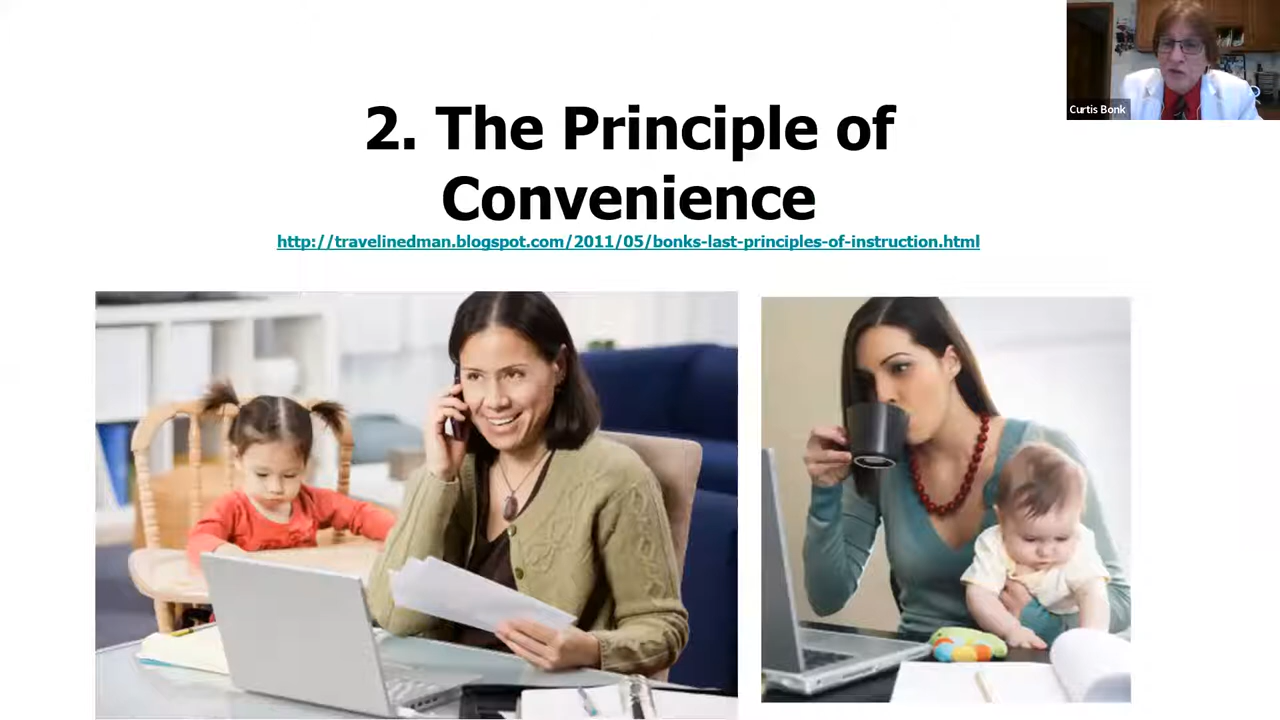 2. The Principle of
Convenience
http://travelinedman.blogspot.com/2011/05/bonks-last-principles-of-instruction.html
Curtis Bonk